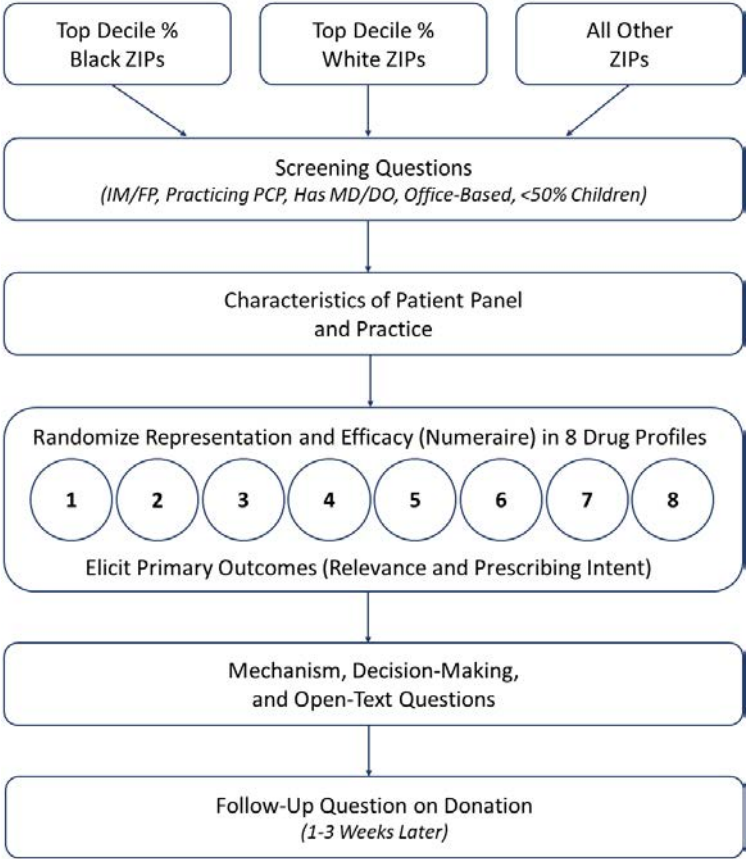 Top Decile %
Black ZIPs
Top Decile %
White ZIPs
All Other
ZIPs
Screening Questions
(IM/FP, Practicing PCP, Has MD/DO, Office-Based, <50% Children)
Characteristics of Patient Panel
and Practice
Randomize Representation and Efficacy (Numeraire) in 8 Drug Profiles
1 2 3 4 5 6 7 8
Elicit Primary Outcomes (Relevance and Prescribing Intent)
Mechanism, Decision-Making,
and Open-Text Questions
Follow-Up Question on Donation
(1-3 Weeks Later)